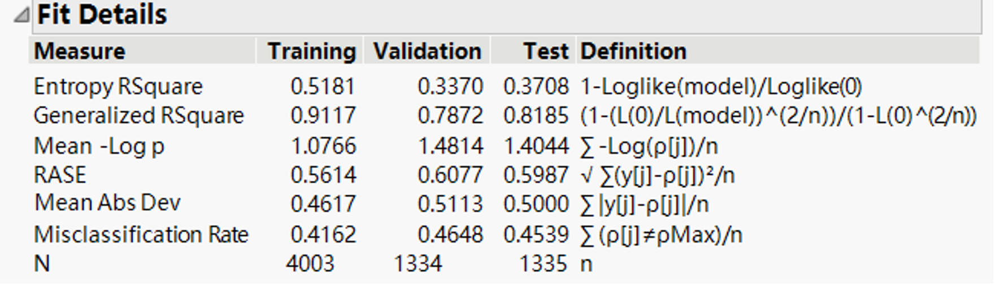 Fit Details
Measure Training Validation Test Definition
Entropy RSquare 0.5181 0.3370 0.3708 1-Loglike(model)/Loglike(0)
Generalized RSquare 0.9117 0.7872 0.8185 (1-(L(0)/L(model))^(2/n))/(1-L(0)^(2/n))
Mean -Log p 1.0766 1.4814 1.4044 ∑ -Log(ρ[j])/n
RASE 0.5614 0.6077 0.5987 √ ∑(y[j]-ρ[j])²/n
Mean Abs Dev 0.4617 0.5113 0.5000 ∑ |y[j]-ρ[j]|/n
Misclassification Rate 0.4162 0.4648 0.4539 ∑ (ρ[j]≠ρMax)/n
N 4003 1334 1335 n